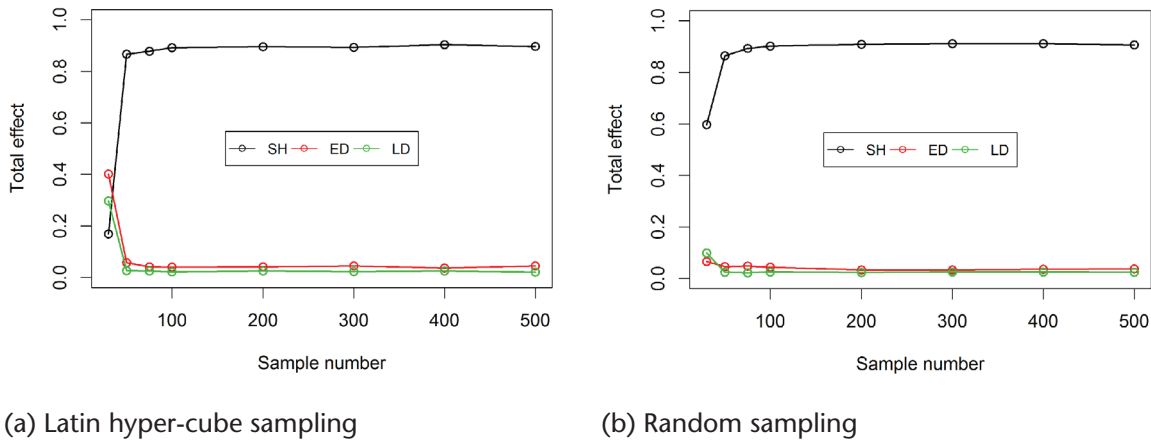 Total effect
1.0
0.8
0.6
0.4
0.2
0.0
SH ED LD
100 200 300 400 500
Sample number
(a) Latin hyper-cube sampling
Total effect
1.0
0.8
0.6
0.4
0.2
0.0
SH ED LD
100 200 300 400 500
Sample number
(b) Random sampling